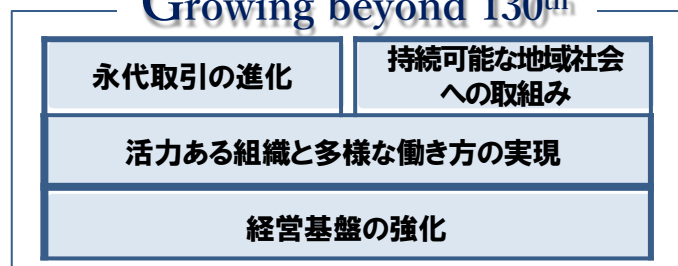 Growing beyond 130th
永代取引の進化
持続可能な地域社会
への取組み
活力ある組織と多様な働き方の実現
経営基盤の強化